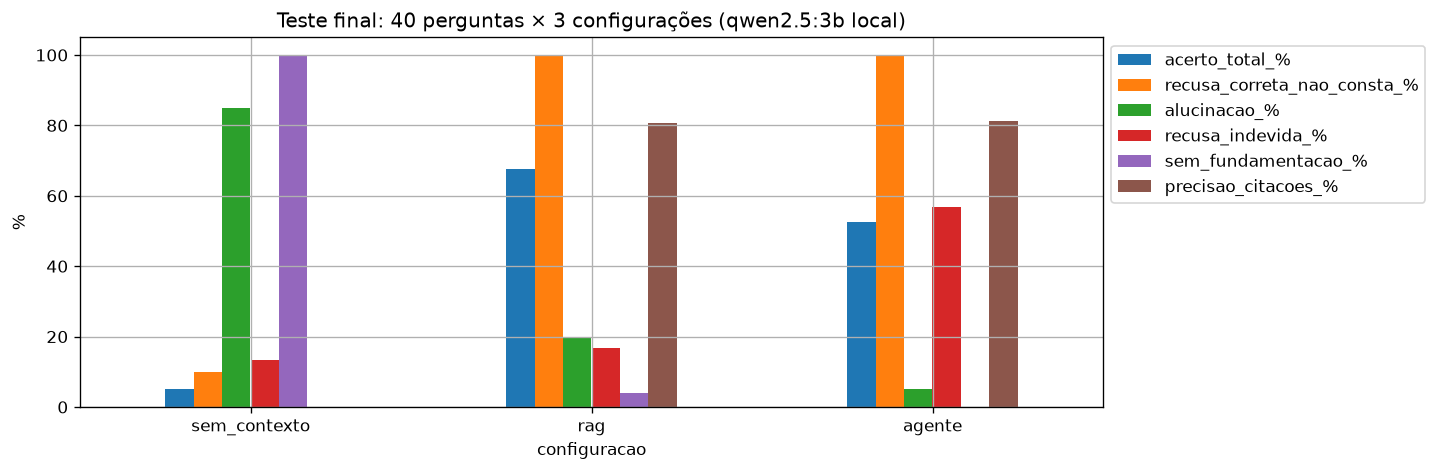 Teste final: 40 perguntas × 3 configurações (qwen2.5:3b local)
100
80
60
40
20
0
%
sem_contexto
rag
agente
configuracao
acerto_total_%
recusa_correta_nao_consta_%
alucinacao_%
recusa_indevida_%
sem_fundamentacao_%
precisao_citacoes_%